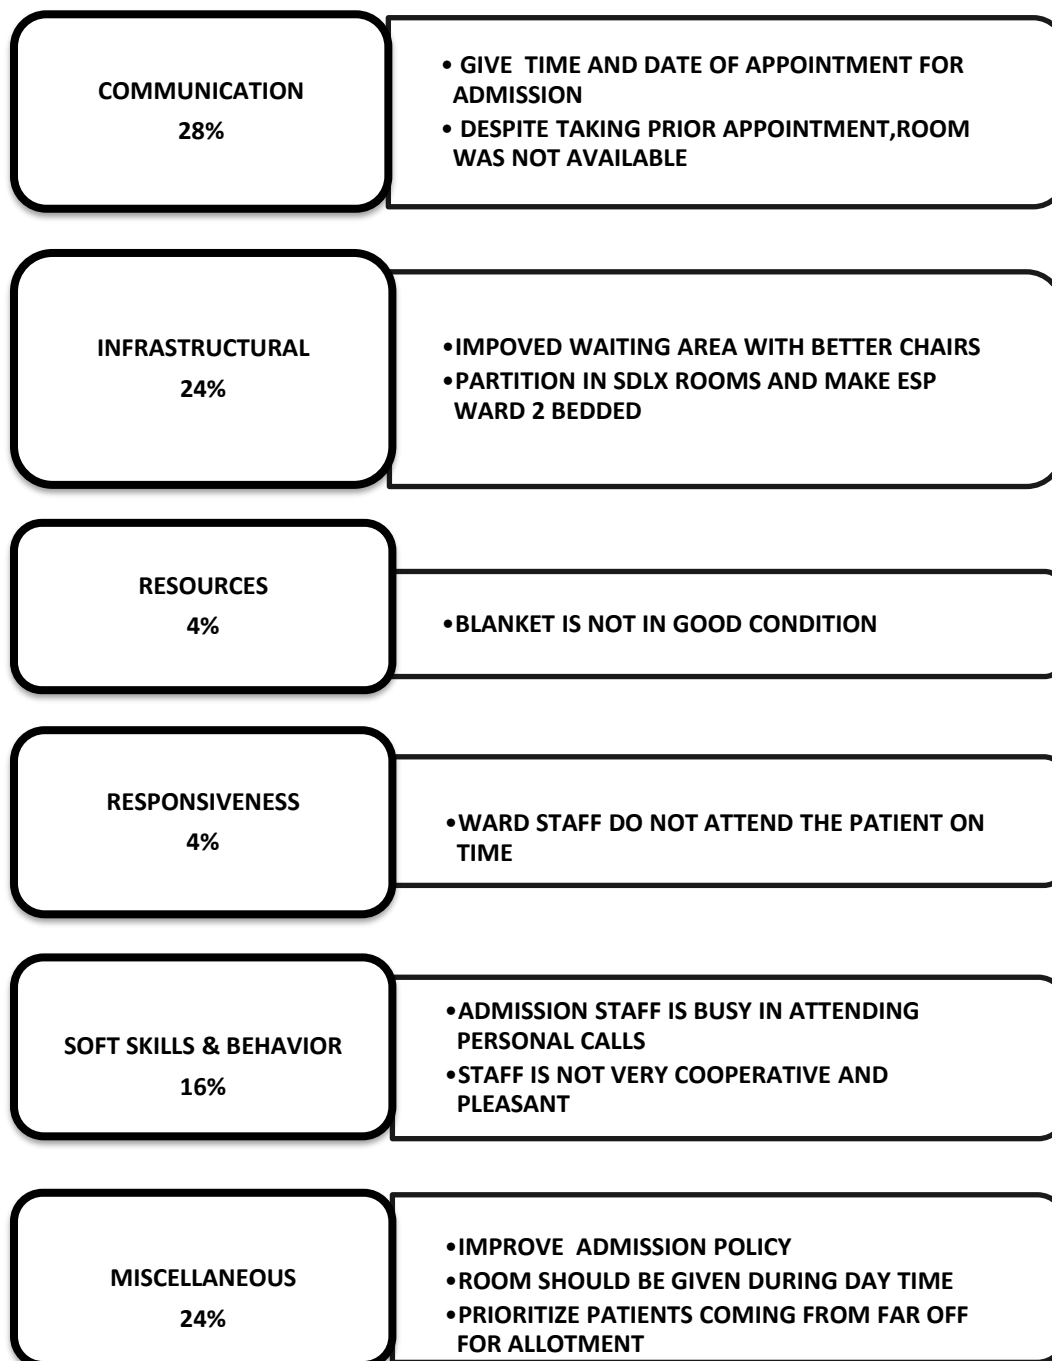 COMMUNICATION
28%
• GIVE TIME AND DATE OF APPOINTMENT FOR
ADMISSION
• DESPITE TAKING PRIOR APPOINTMENT,ROOM
WAS NOT AVAILABLE
INFRASTRUCTURAL
24%
•IMPOVED WAITING AREA WITH BETTER CHAIRS
•PARTITION IN SDLX ROOMS AND MAKE ESP
WARD 2 BEDDED
RESOURCES
4%
•BLANKET IS NOT IN GOOD CONDITION
RESPONSIVENESS
4%
•WARD STAFF DO NOT ATTEND THE PATIENT ON
TIME
SOFT SKILLS & BEHAVIOR
16%
•ADMISSION STAFF IS BUSY IN ATTENDING
PERSONAL CALLS
•STAFF IS NOT VERY COOPERATIVE AND
PLEASANT
MISCELLANEOUS
24%
•IMPROVE ADMISSION POLICY
•ROOM SHOULD BE GIVEN DURING DAY TIME
•PRIORITIZE PATIENTS COMING FROM FAR OFF
FOR ALLOTMENT